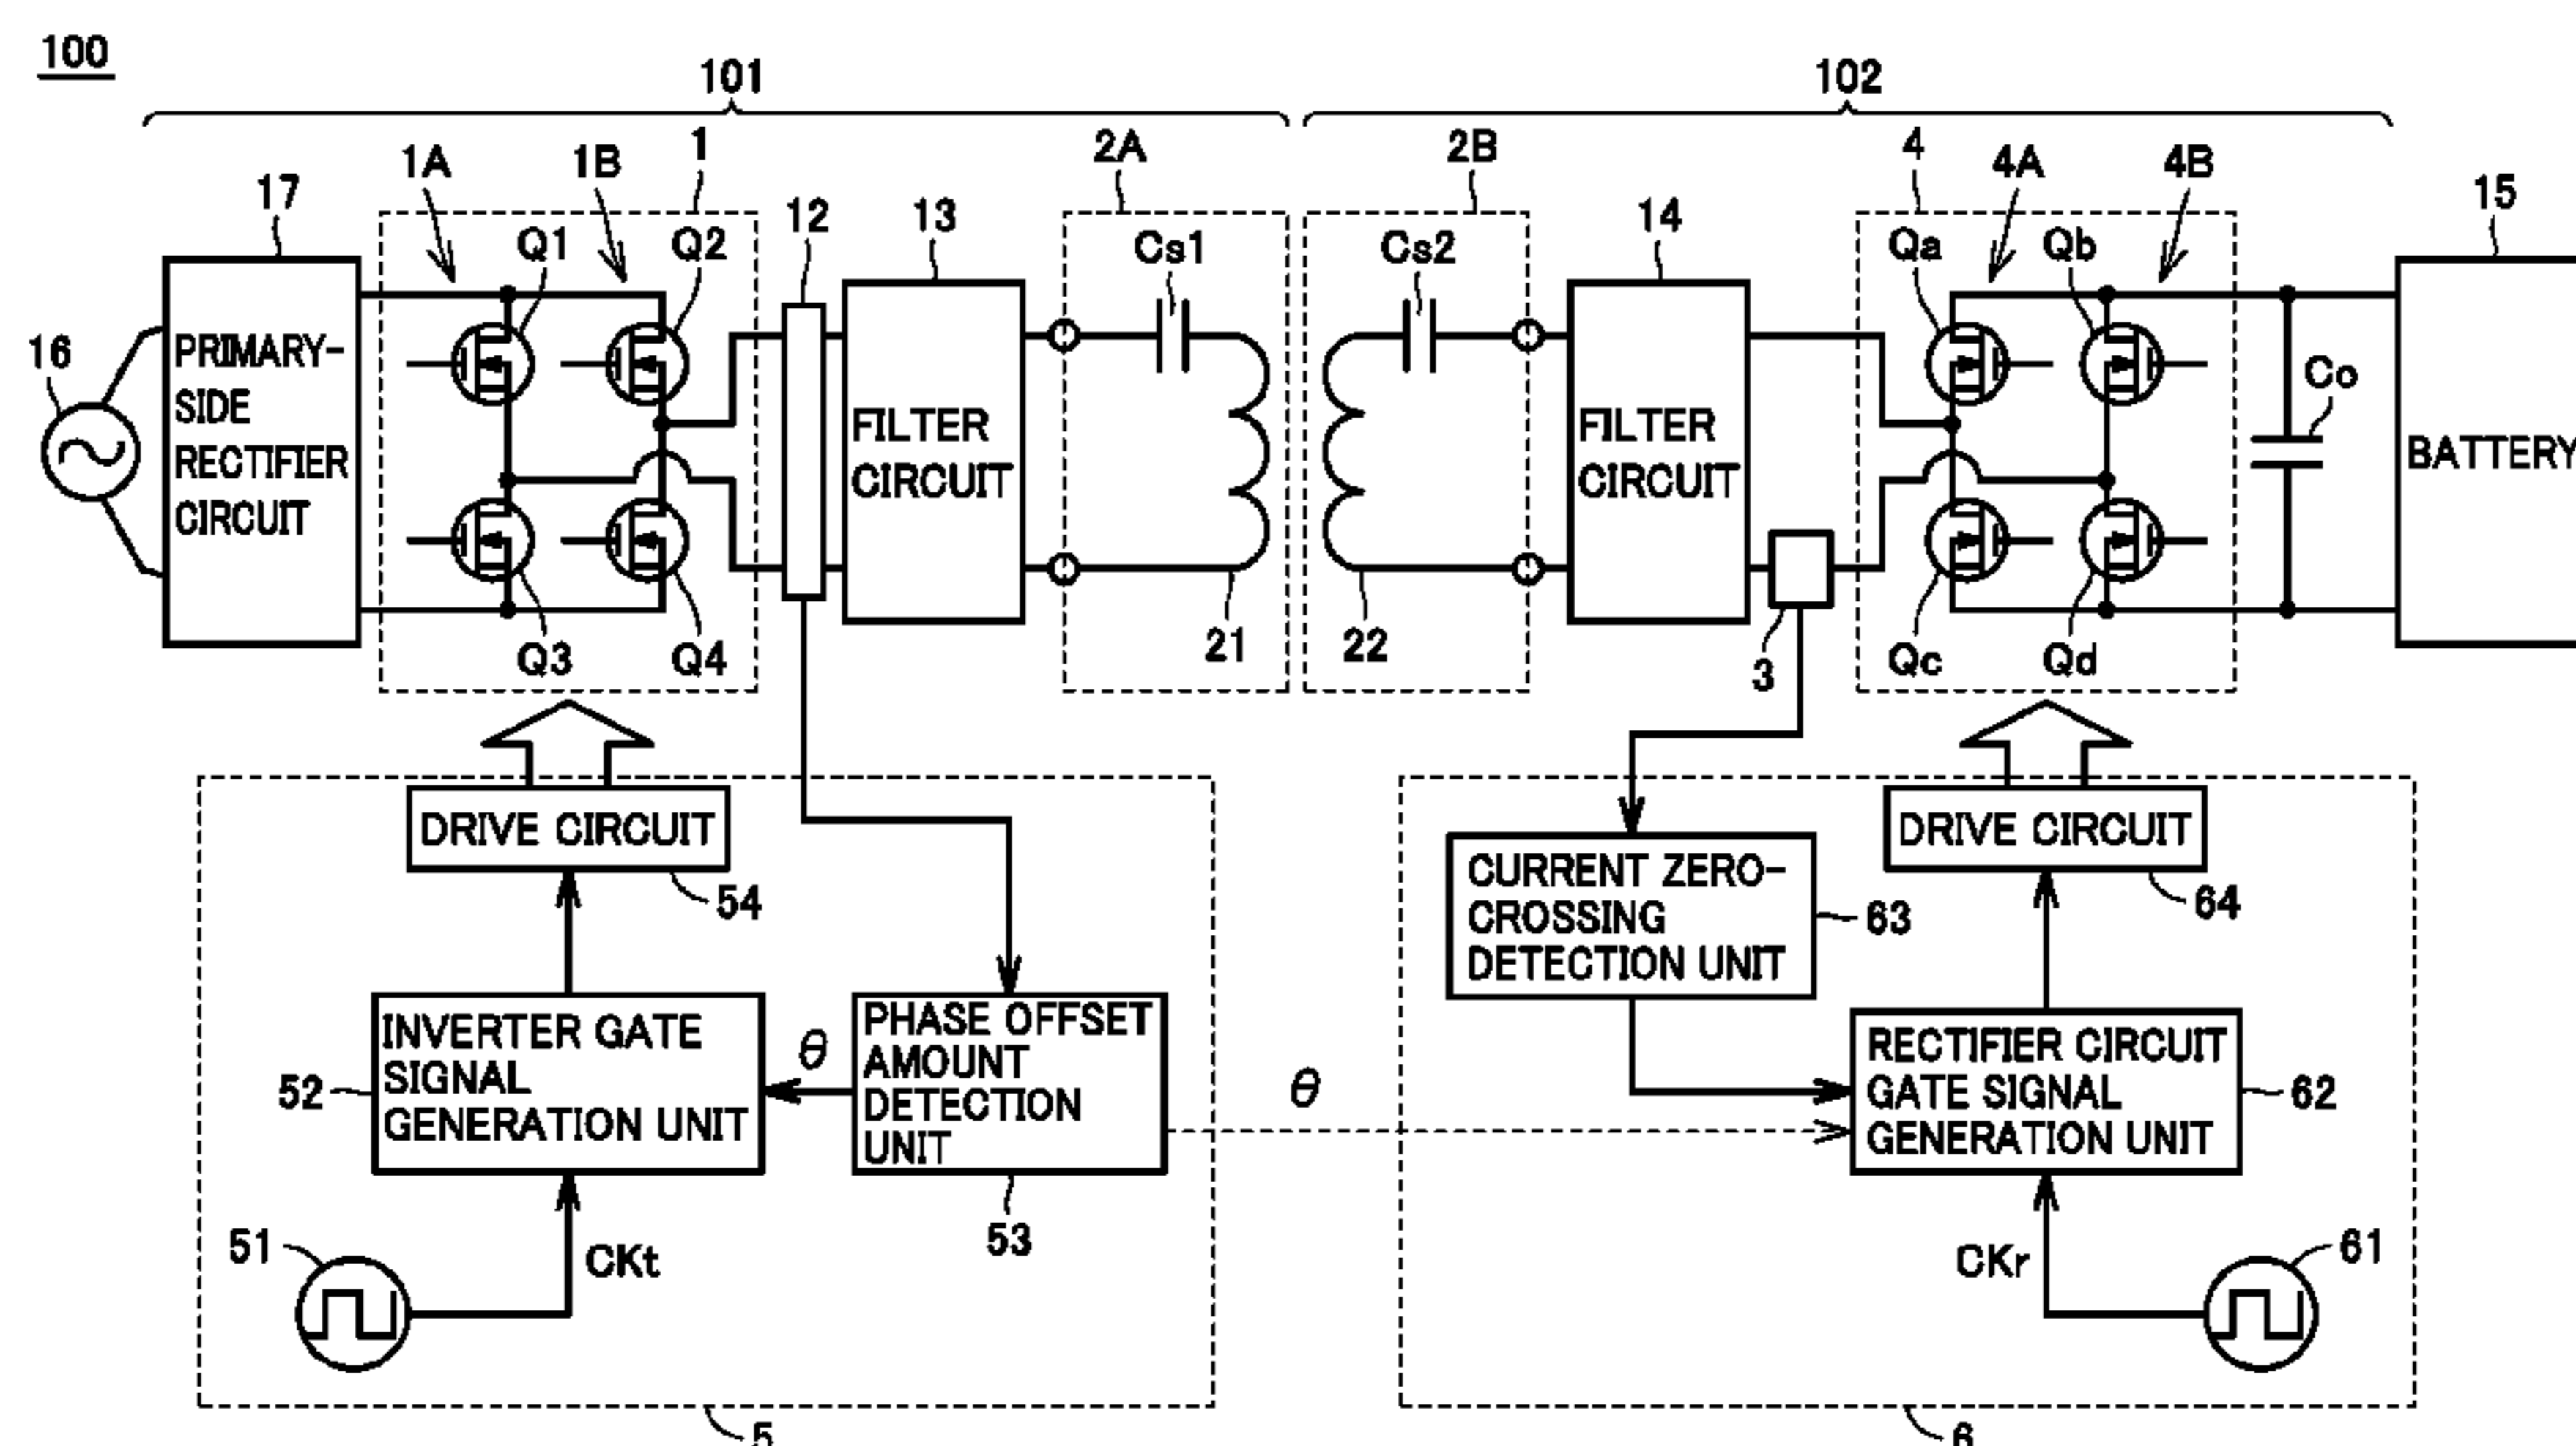 100
101
102
1
2A
2B
4
1A
1B
4A
4B
17
12
13
14
15
Q1
Q2
Cs1
Cs2
Qa
Qb
16
PRIMARY-
SIDE
RECTIFIER
CIRCUIT
FILTER
CIRCUIT
FILTER
CIRCUIT
Co
BATTERY
Q3
Q4
21
22
3
Qc
Qd
DRIVE CIRCUIT
54
CURRENT ZERO-
CROSSING
DETECTION UNIT
63
DRIVE CIRCUIT
64
INVERTER GATE
SIGNAL
GENERATION UNIT
52
θ
PHASE OFFSET
AMOUNT
DETECTION
UNIT
53
θ
RECTIFIER CIRCUIT
GATE SIGNAL
GENERATION UNIT
62
51
CKt
CKr
61
5
6